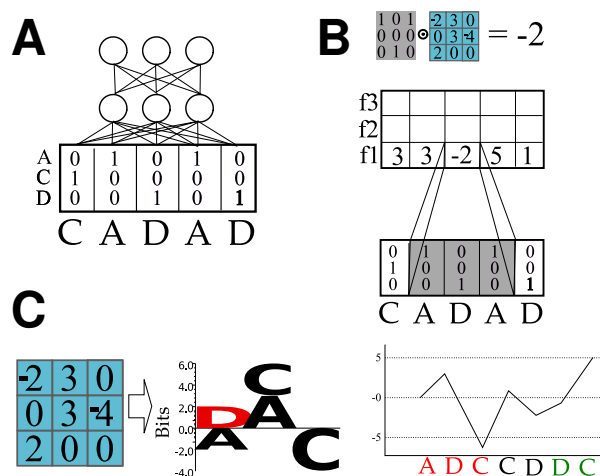 A
A 0 1 0 1 0
C 1 0 0 0 0
D 0 0 1 0 1
C A D A D
B
1 0 1 -2 3 0
0 0 0 0 3 -4 = -2
0 1 0 2 0 0
f3
f2
f1 3 3 -2 5 1
0 1 0 1 0
1 0 0 0 0
0 0 1 0 1
C A D A D
C
-2 3 0
0 3 -4
2 0 0
Bits
6.0
4.0
2.0
0.0
-2.0
-4.0
D A
C A
C
5
-0
-5
A D C C D D C